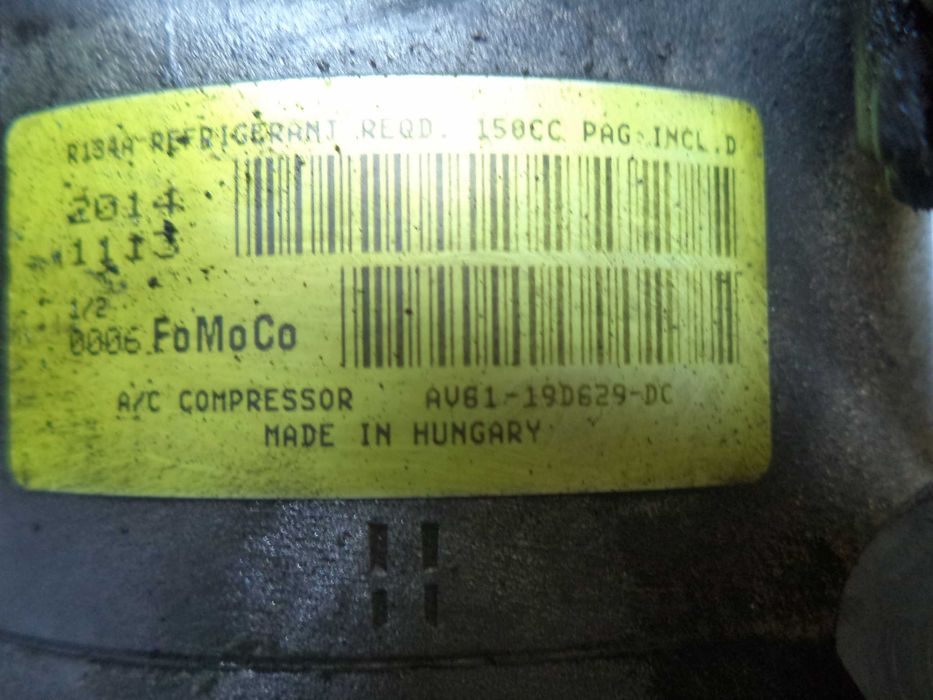 R134A REFRIGERANT REQD. 150CC PAG INCL.D
2014
1113
1/2
0006 FoMoCo
A/C COMPRESSOR AV61-19D629-DC
MADE IN HUNGARY